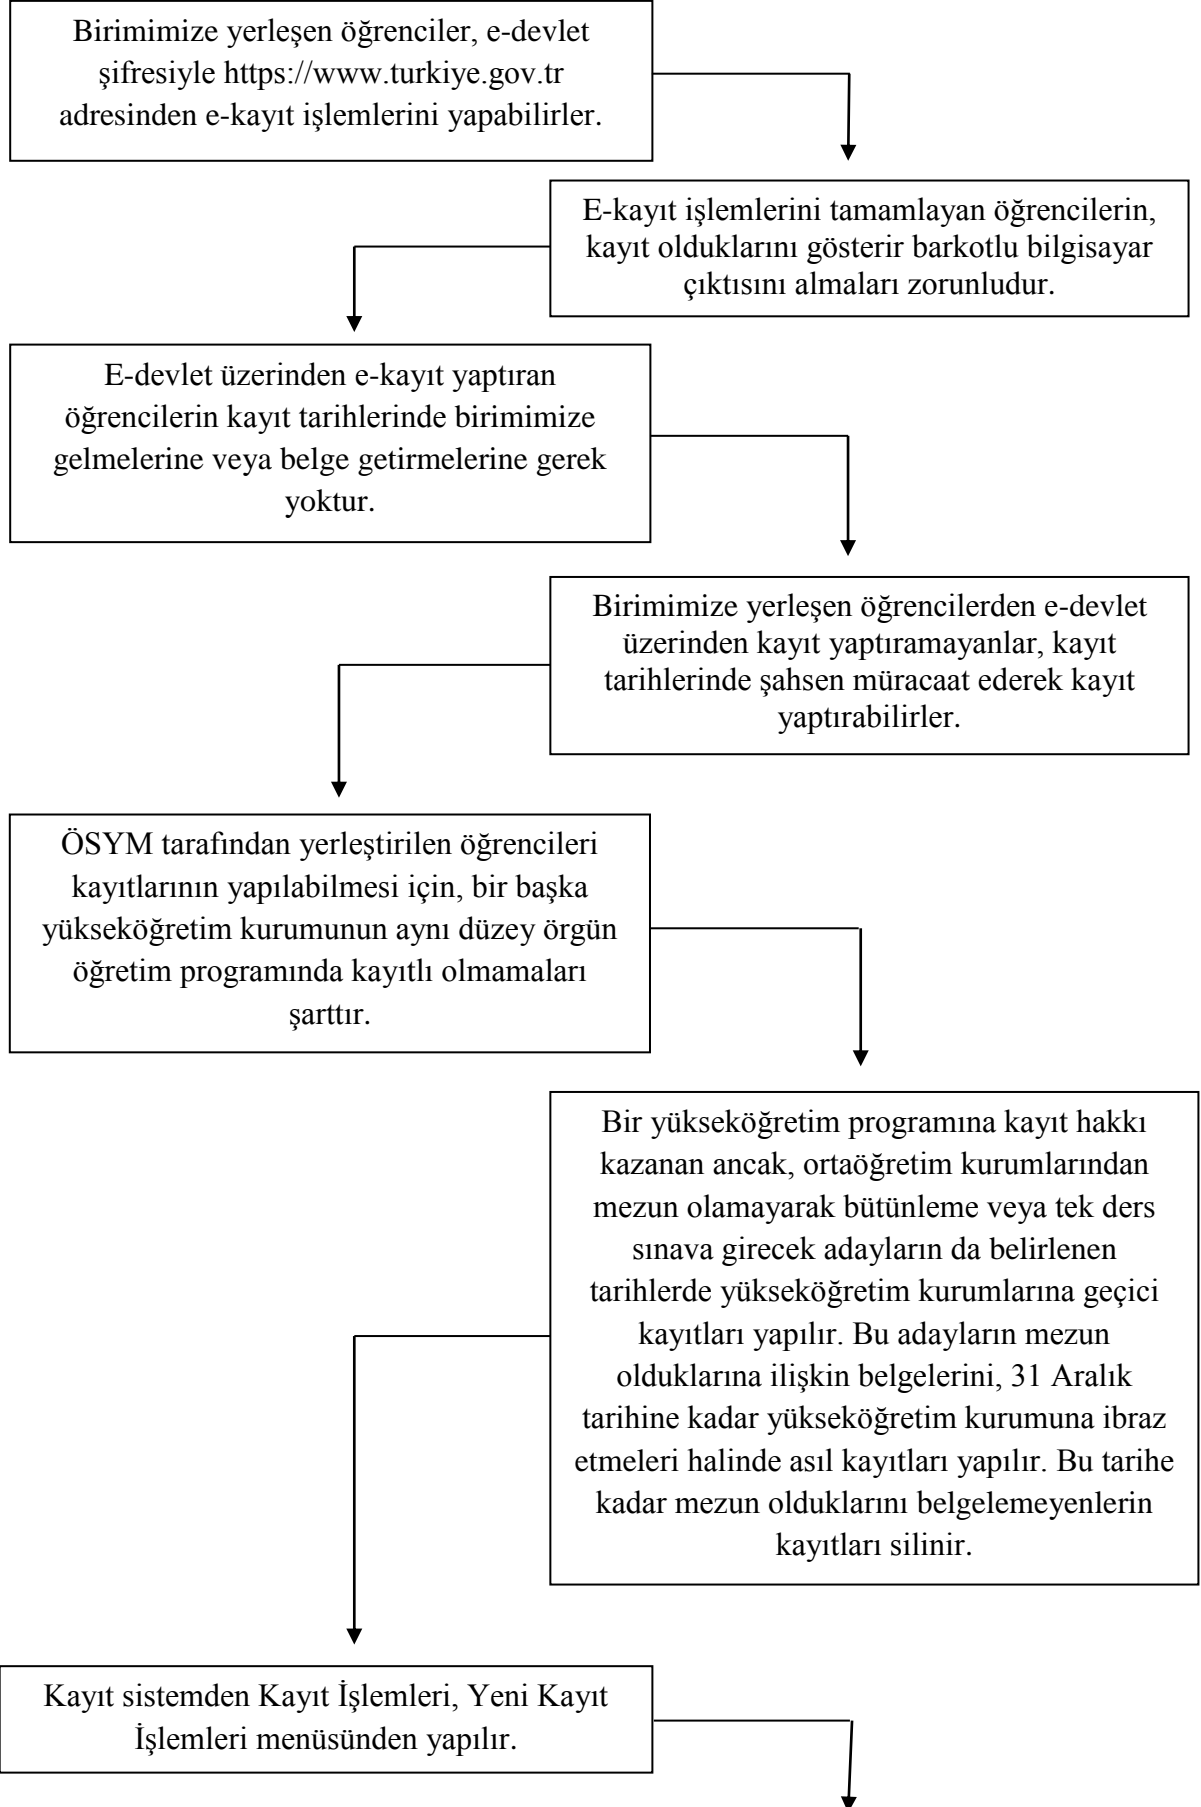 Birimimize yerleşen öğrenciler, e-devlet
şifresiyle https://www.turkiye.gov.tr
adresinden e-kayıt işlemlerini yapabilirler.
E-kayıt işlemlerini tamamlayan öğrencilerin,
kayıt olduklarını gösterir barkotlu bilgisayar
çıktısını almaları zorunludur.
E-devlet üzerinden e-kayıt yaptıran
öğrencilerin kayıt tarihlerinde birimimize
gelmelerine veya belge getirmelerine gerek
yoktur.
Birimimize yerleşen öğrencilerden e-devlet
üzerinden kayıt yaptıramayanlar, kayıt
tarihlerinde şahsen müracaat ederek kayıt
yaptırabilirler.
ÖSYM tarafından yerleştirilen öğrencileri
kayıtlarının yapılabilmesi için, bir başka
yükseköğretim kurumunun aynı düzey örgün
öğretim programında kayıtlı olmamaları
şarttır.
Bir yükseköğretim programına kayıt hakkı
kazanan ancak, ortaöğretim kurumlarından
mezun olamayarak bütünleme veya tek ders
sınava girecek adayların da belirlenen
tarihlerde yükseköğretim kurumlarına geçici
kayıtları yapılır. Bu adayların mezun
olduklarına ilişkin belgelerini, 31 Aralık
tarihine kadar yükseköğretim kurumuna ibraz
etmeleri halinde asıl kayıtları yapılır. Bu tarihe
kadar mezun olduklarını belgelemeyenlerin
kayıtları silinir.
Kayıt sistemden Kayıt İşlemleri, Yeni Kayıt
İşlemleri menüsünden yapılır.